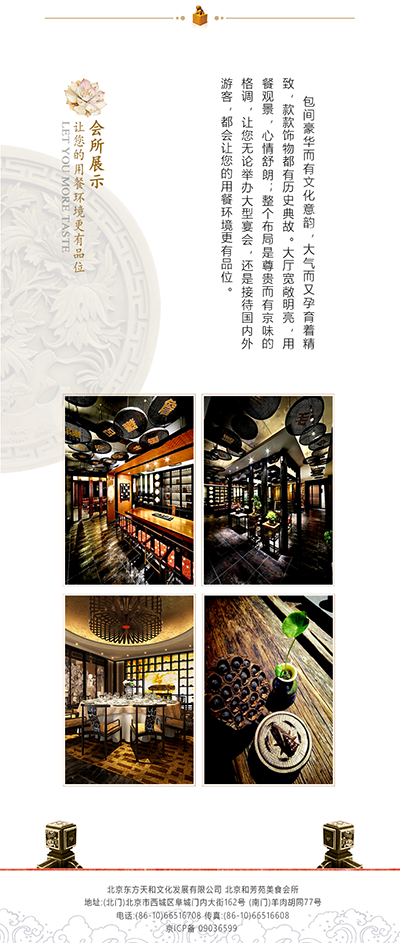 会所展示
让您的用餐环境更有品位
LET YOU MORE TASTE
包间豪华而有文化意韵，大气而又孕育着精
致，款款饰物都有历史典故。大厅宽敞明亮，用
餐观景，心情舒朗；整个布局是尊贵而有京味的
格调，让您无论举办大型宴会，还是接待国内外
游客，都会让您的用餐环境更有品位。
北京东方天和文化发展有限公司 北京和芳苑美食会所
地址:(北门)北京市西城区阜城门内大街162号 (南门)羊肉胡同77号
电话:(86-10)66516708 传真:(86-10)66516608
京ICP备 09036599